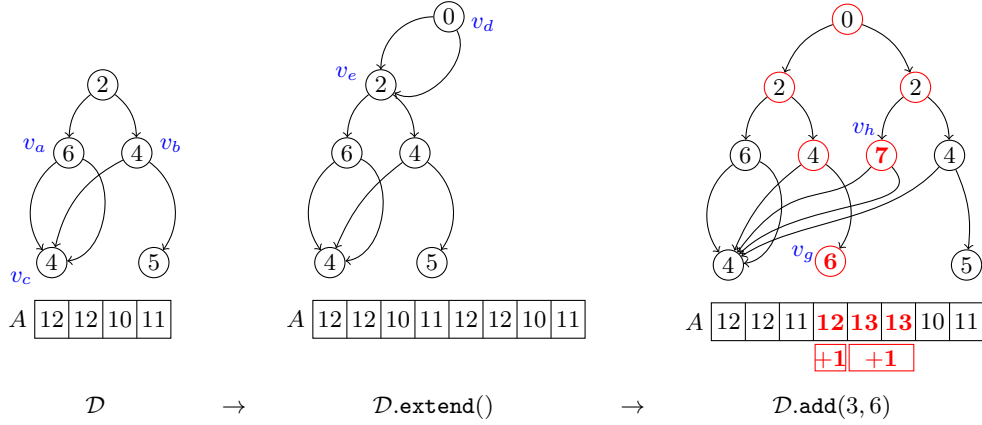 0 v_d 0
2 v_e 2 2 2
v_a 6 4 v_b 6 4 6 4 v_h 7 4
v_c 4 5 4 5 4 v_g 6 5
A 12 12 10 11 A 12 12 10 11 12 12 10 11 A 12 12 11 12 13 13 10 11
+1 +1
𝒟 → 𝒟.extend() → 𝒟.add(3, 6)